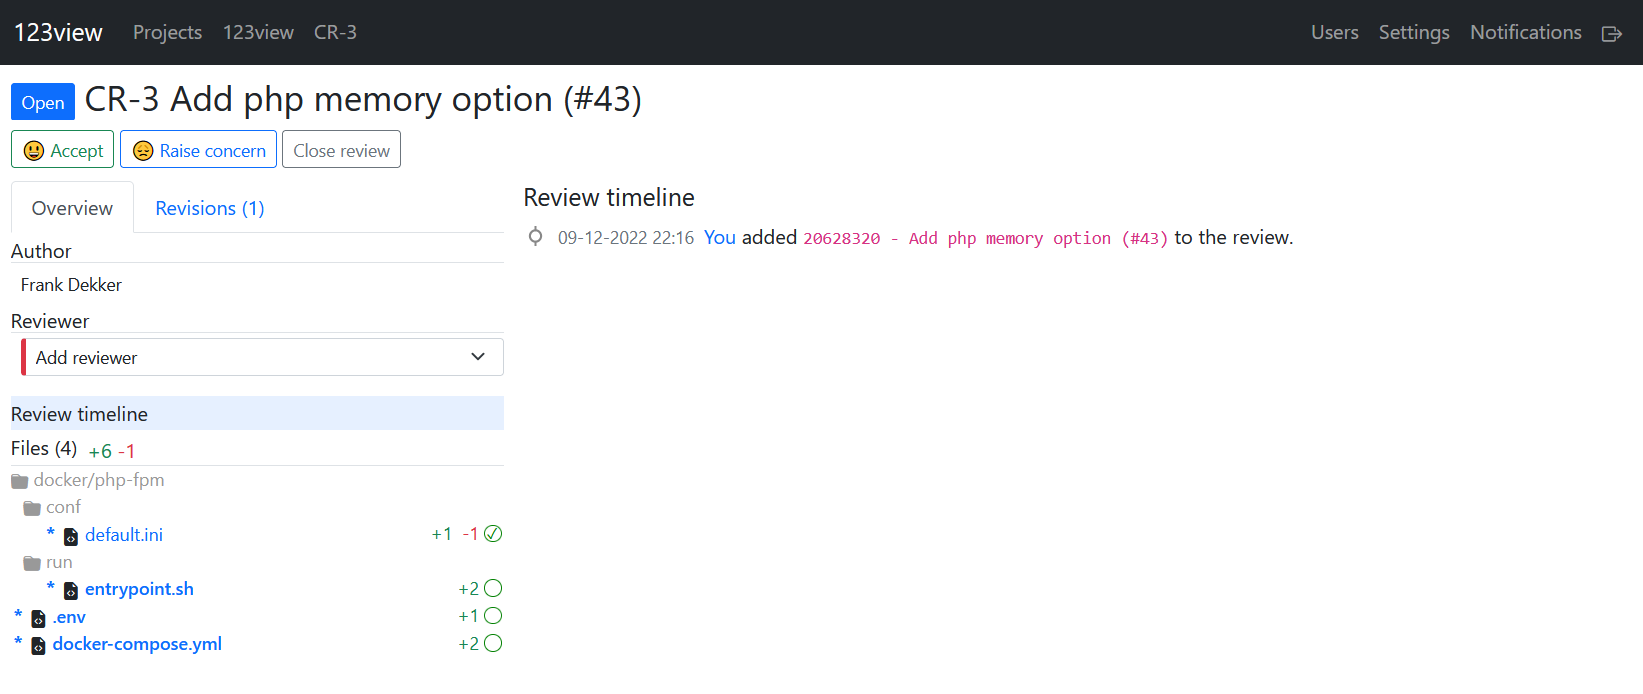 123view Projects 123view CR-3 Users Settings Notifications
Open CR-3 Add php memory option (#43)
Accept Raise concern Close review
Overview Revisions (1)
Author
Frank Dekker
Reviewer
Add reviewer
Review timeline
Files (4) +6 -1
docker/php-fpm
conf
* default.ini +1 -1
run
* entrypoint.sh +2
* .env +1
* docker-compose.yml +2
Review timeline
09-12-2022 22:16 You added 20628320 - Add php memory option (#43) to the review.